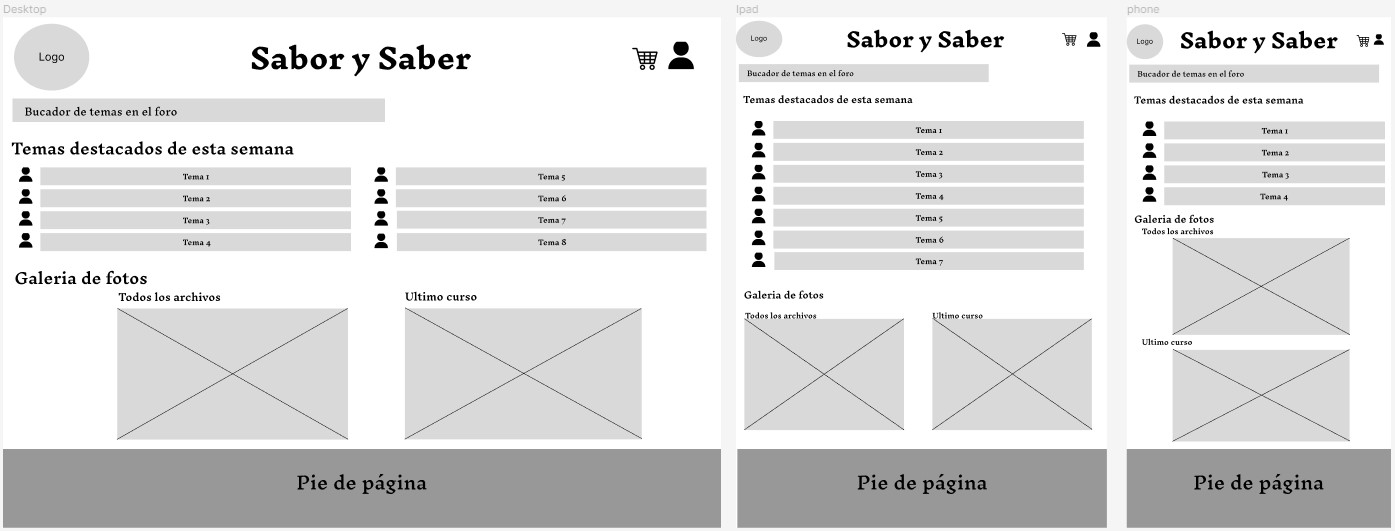 Desktop
Logo
Sabor y Saber
Bucador de temas en el foro
Temas destacados de esta semana
Tema 1
Tema 2
Tema 3
Tema 4
Tema 5
Tema 6
Tema 7
Tema 8
Galeria de fotos
Todos los archivos
Ultimo curso
Pie de página
Ipad
Logo
Sabor y Saber
Bucador de temas en el foro
Temas destacados de esta semana
Tema 1
Tema 2
Tema 3
Tema 4
Tema 5
Tema 6
Tema 7
Galeria de fotos
Todos los archivos
Ultimo curso
Pie de página
phone
Logo
Sabor y Saber
Bucador de temas en el foro
Temas destacados de esta semana
Tema 1
Tema 2
Tema 3
Tema 4
Galeria de fotos
Todos los archivos
Ultimo curso
Pie de página